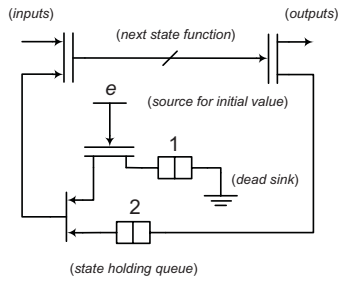 (inputs)
(outputs)
(next state function)
e
(source for initial value)
1
(dead sink)
2
(state holding queue)